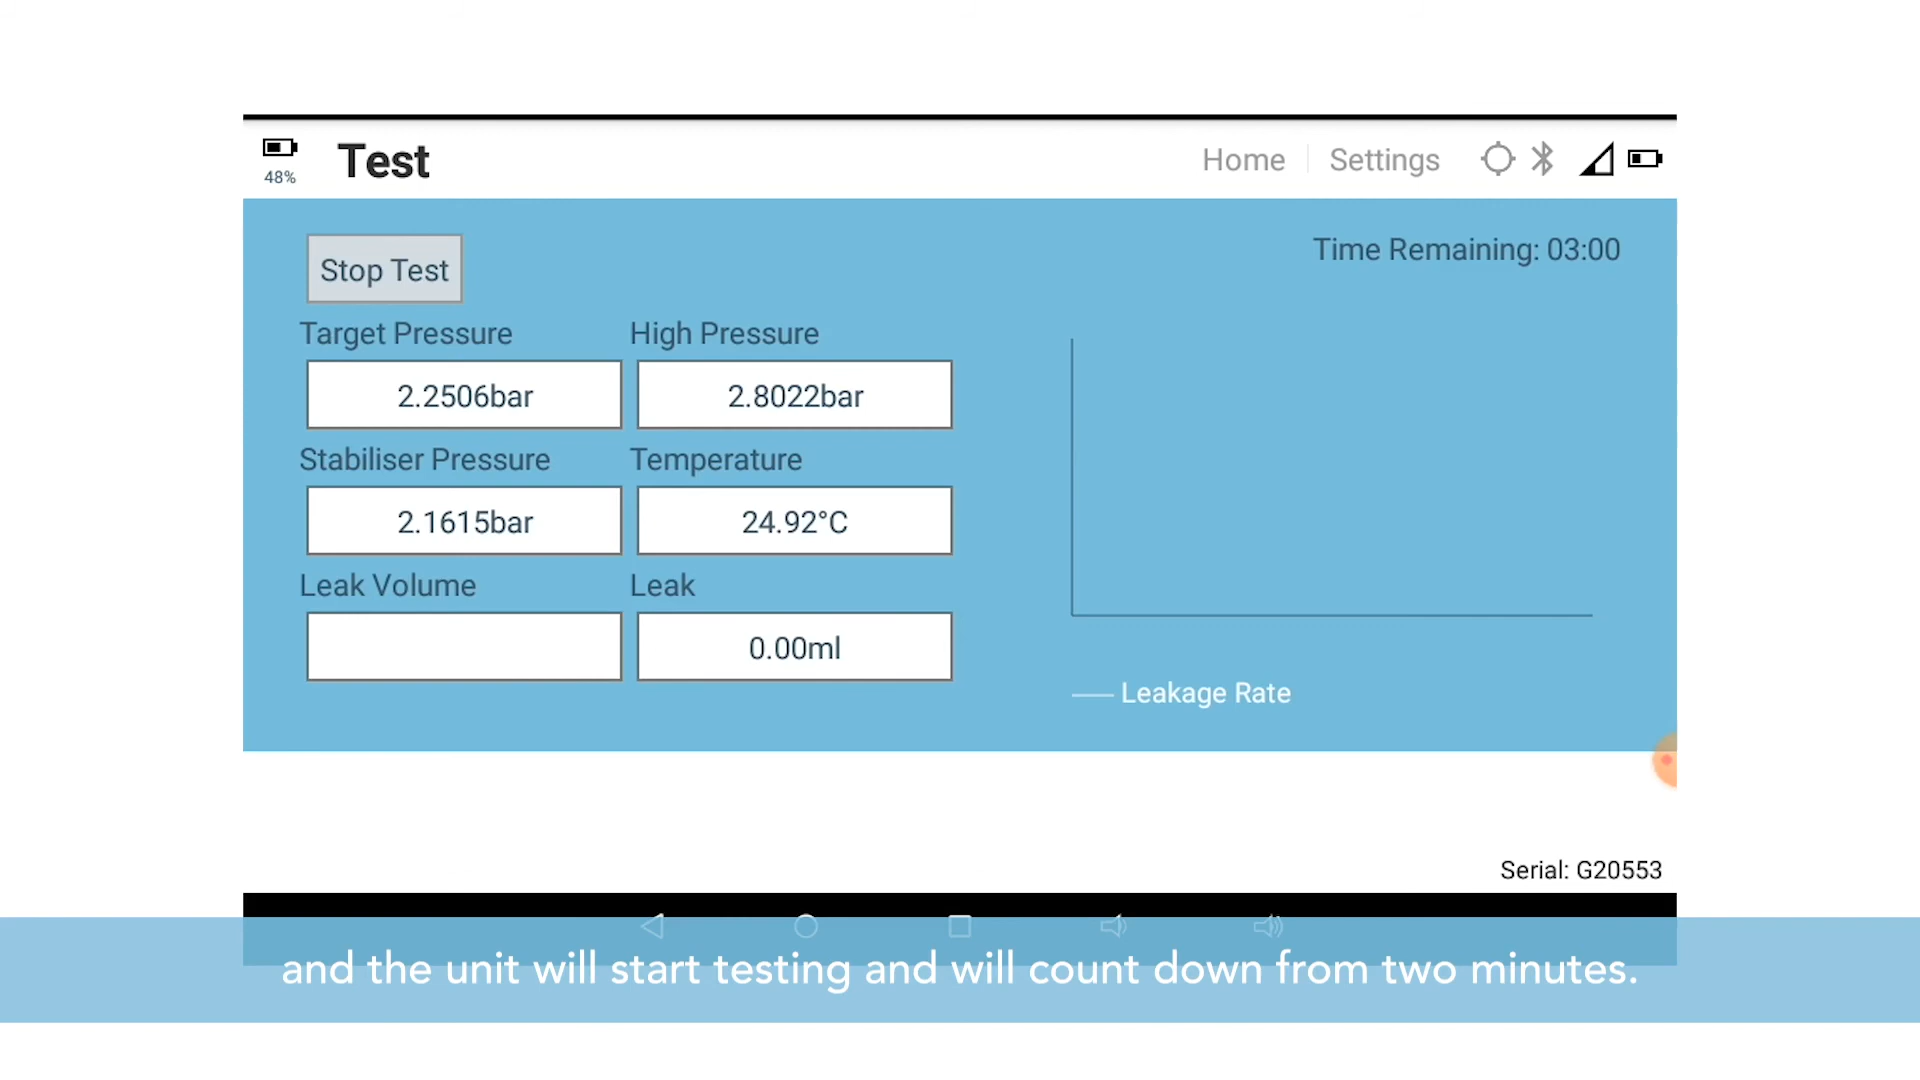 48%
Test
Home
Settings
Stop Test
Time Remaining: 03:00
Target Pressure
High Pressure
2.2506bar
2.8022bar
Stabiliser Pressure
Temperature
2.1615bar
24.92°C
Leak Volume
Leak
0.00ml
Leakage Rate
Serial: G20553
and the unit will start testing and will count down from two minutes.